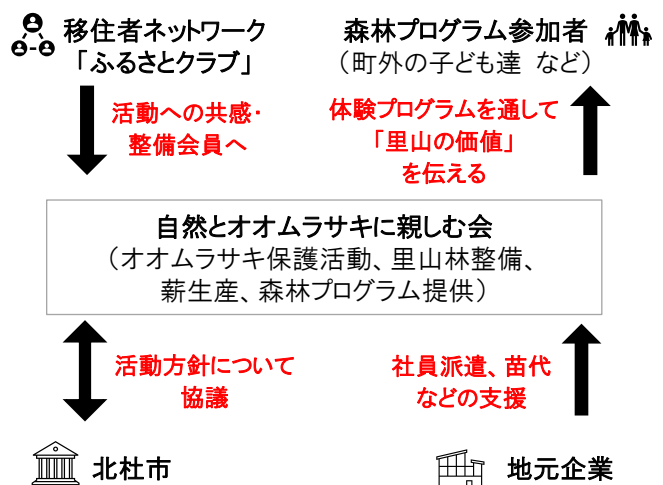 移住者ネットワーク
「ふるさとクラブ」
森林プログラム参加者
（町外の子ども達 など）
活動への共感・
整備会員へ
体験プログラムを通して
「里山の価値」
を伝える
自然とオオムラサキに親しむ会
（オオムラサキ保護活動、里山林整備、
薪生産、森林プログラム提供）
活動方針について
協議
社員派遣、苗代
などの支援
北杜市
地元企業